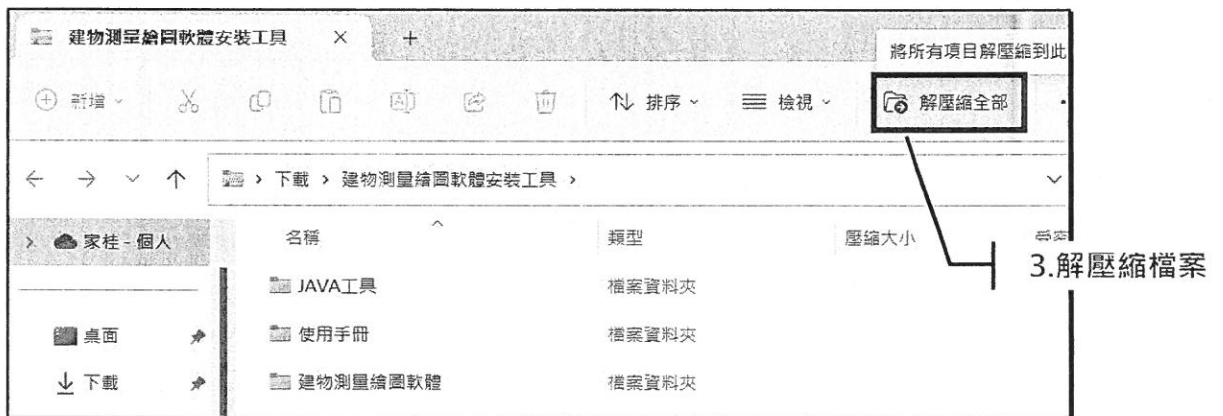 建物測量繪圖軟體安裝工具
將所有項目解壓縮到此
新增
排序
檢視
解壓縮全部
下載 › 建物測量繪圖軟體安裝工具 ›
家桂 - 個人
名稱 類型 壓縮大小
3.解壓縮檔案
JAVA工具 檔案資料夾
桌面
使用手冊 檔案資料夾
下載
建物測量繪圖軟體 檔案資料夾